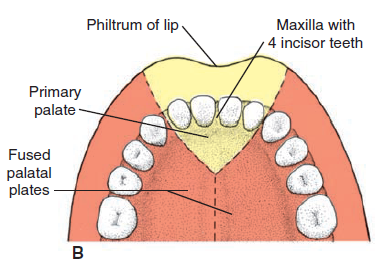 Philtrum of lip
Maxilla with
4 incisor teeth
Primary
palate
Fused
palatal
plates
B